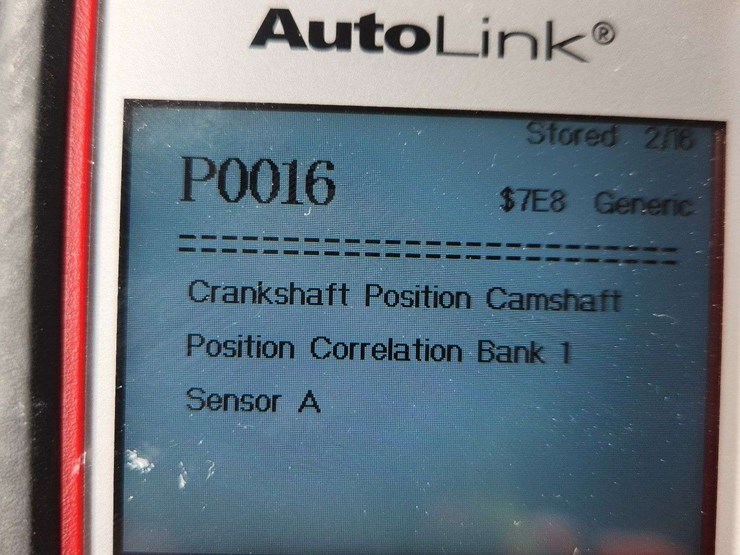 AutoLink®
Stored 2/16
P0016
$7E8 Generic
Crankshaft Position Camshaft
Position Correlation Bank 1
Sensor A